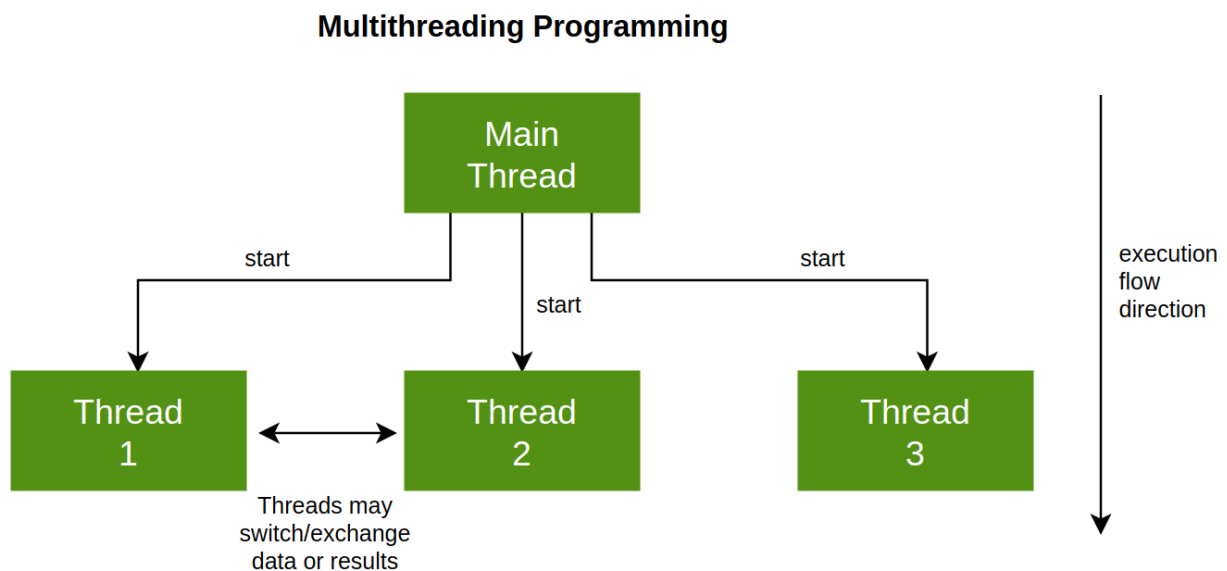 Multithreading Programming
Main
Thread
start
start
start
execution
flow
direction
Thread
1
Thread
2
Thread
3
Threads may
switch/exchange
data or results